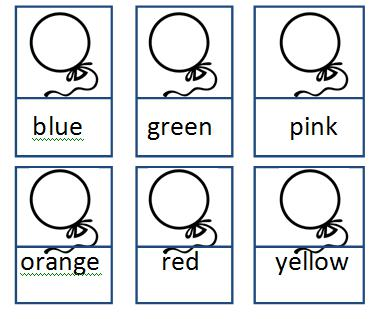 blue
green
pink
orange
red
yellow